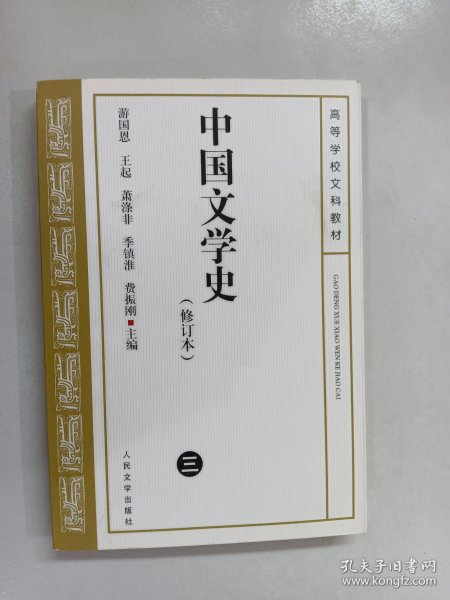 高等学校文科教材
GAO DENG XUE XIAO WEN KE JIAO CAI
中国文学史
(修订本)
三
游国恩 王起 萧涤非 季镇淮 费振刚■主编
人民文学出版社
孔夫子旧书网
www.kongfz.com